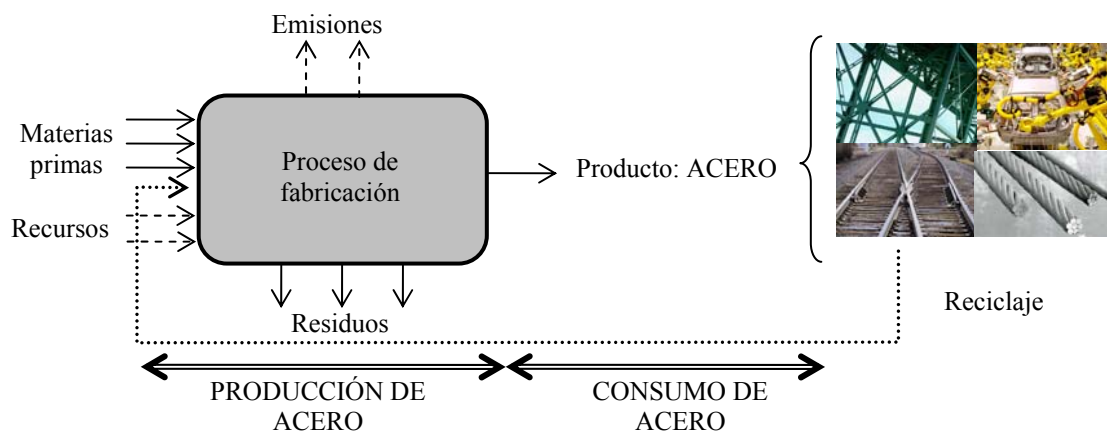 Emisiones
Materias
primas
Proceso de
fabricación
Producto: ACERO
Recursos
Residuos
Reciclaje
PRODUCCIÓN DE
ACERO
CONSUMO DE
ACERO